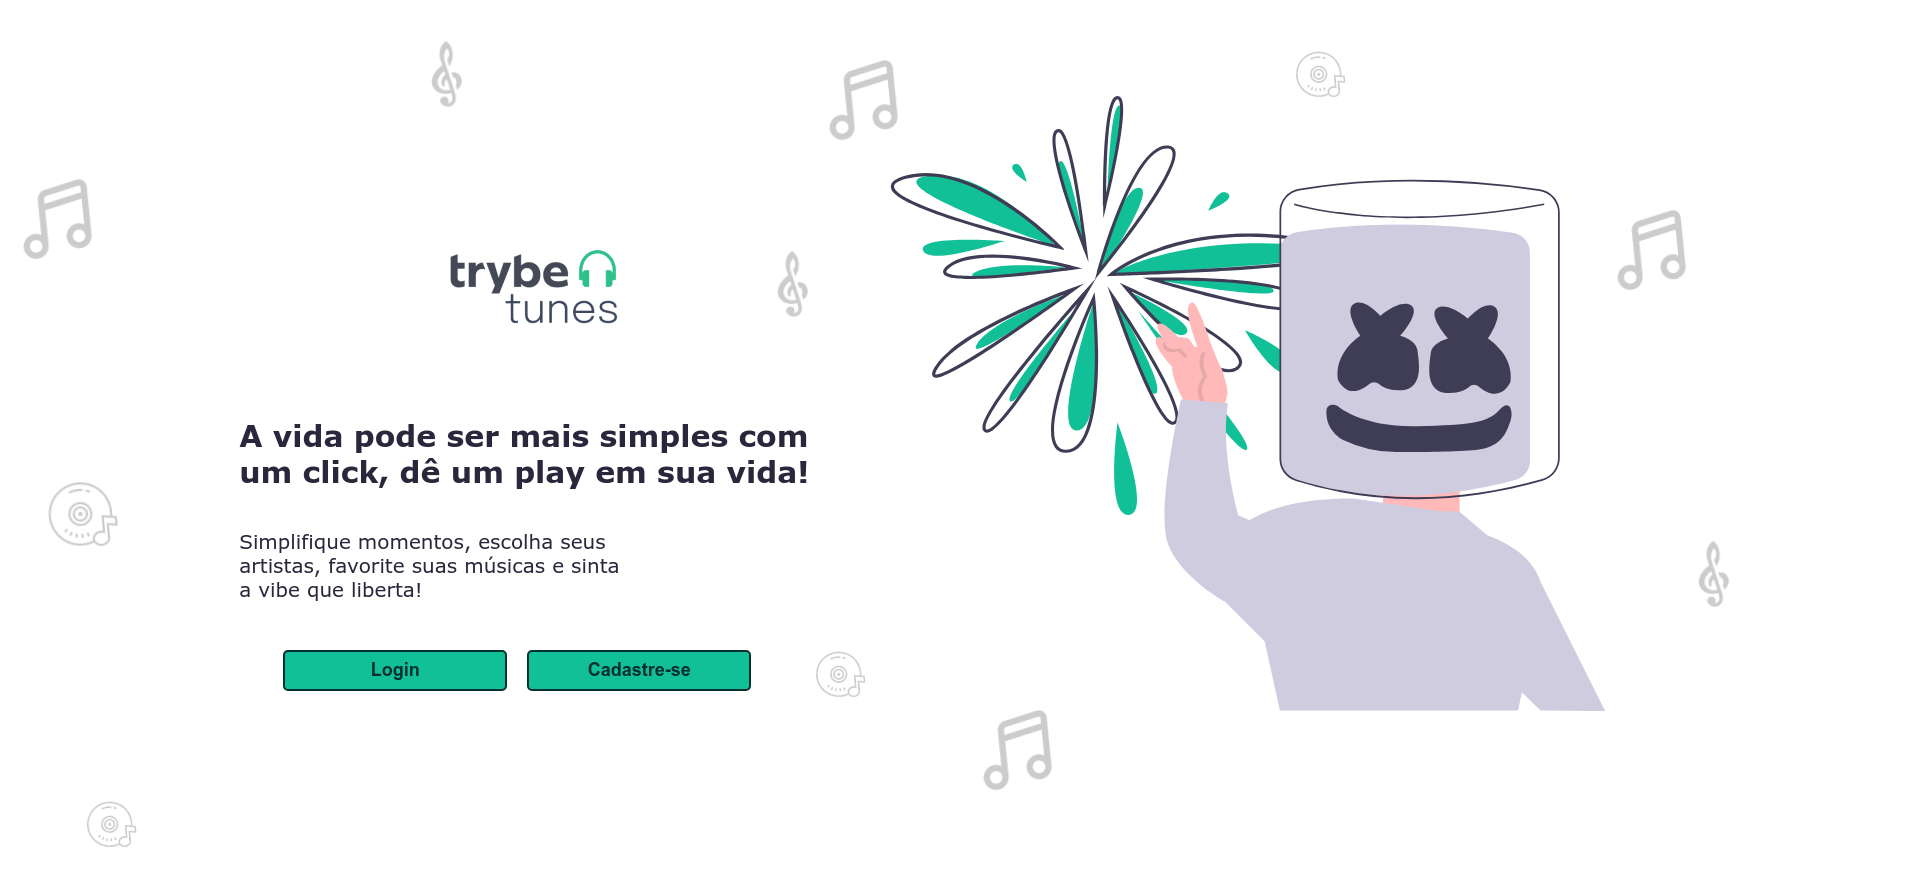 trybe
tunes
A vida pode ser mais simples com
um click, dê um play em sua vida!
Simplifique momentos, escolha seus
artistas, favorite suas músicas e sinta
a vibe que liberta!
Login
Cadastre-se